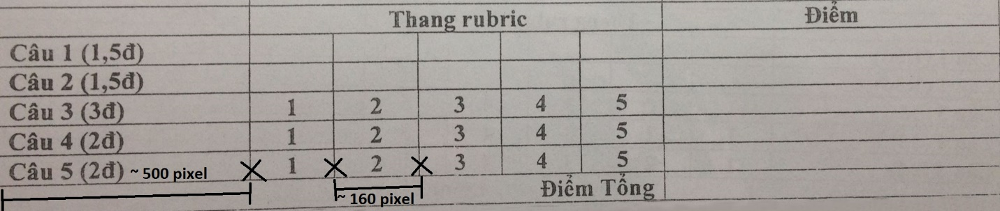 Thang rubric Điểm
Câu 1 (1,5đ)
Câu 2 (1,5đ)
Câu 3 (3đ) 1 2 3 4 5
Câu 4 (2đ) 1 2 3 4 5
Câu 5 (2đ) ~ 500 pixel 1 2 3 4 5
~ 160 pixel Điểm Tổng